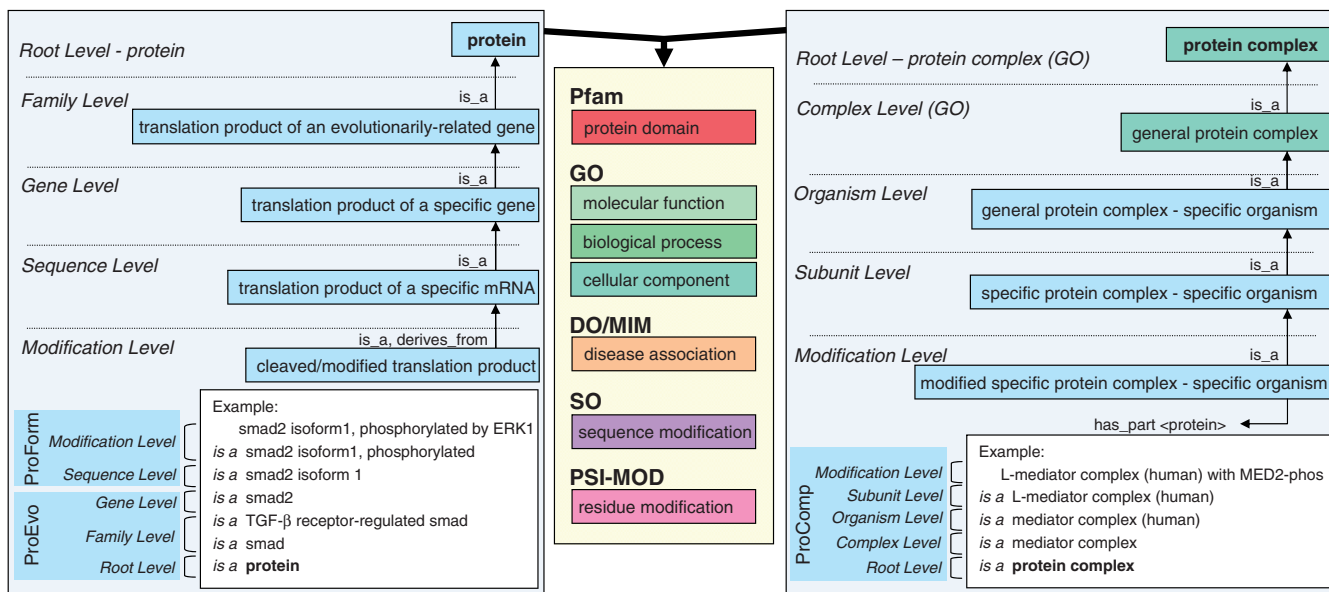 Root Level - protein
protein
is_a
Family Level
translation product of an evolutionarily-related gene
is_a
Gene Level
translation product of a specific gene
is_a
Sequence Level
translation product of a specific mRNA
is_a, derives_from
Modification Level
cleaved/modified translation product
ProForm
ProEvo
Modification Level
Sequence Level
Gene Level
Family Level
Root Level
Example:
smad2 isoform1, phosphorylated by ERK1
is a smad2 isoform1, phosphorylated
is a smad2 isoform 1
is a smad2
is a TGF-β receptor-regulated smad
is a smad
is a protein
Pfam
protein domain
GO
molecular function
biological process
cellular component
DO/MIM
disease association
SO
sequence modification
PSI-MOD
residue modification
Root Level – protein complex (GO)
protein complex
is_a
Complex Level (GO)
general protein complex
is_a
Organism Level
general protein complex - specific organism
is_a
Subunit Level
specific protein complex - specific organism
Modification Level
is_a
modified specific protein complex - specific organism
has_part <protein>
ProComp
Modification Level
Subunit Level
Organism Level
Complex Level
Root Level
Example:
L-mediator complex (human) with MED2-phos
is a L-mediator complex (human)
is a mediator complex (human)
is a mediator complex
is a protein complex